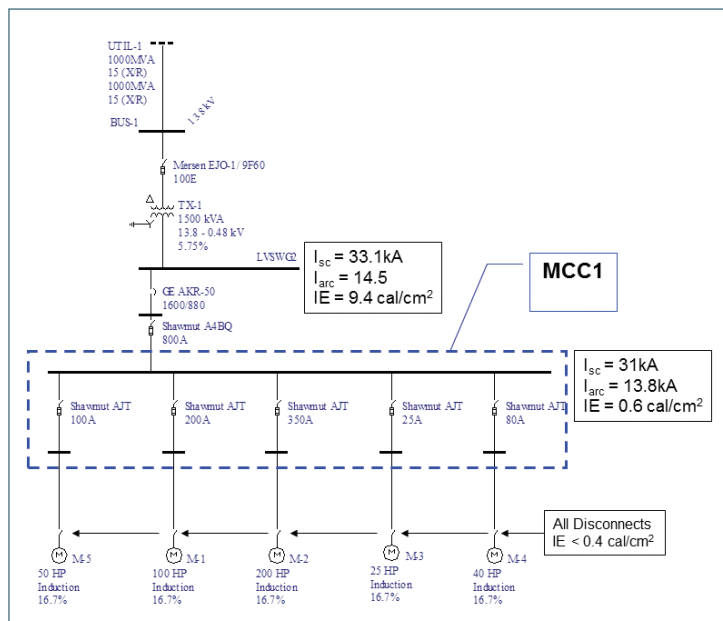 UTIL-1
1000MVA
15 (X/R)
1000MVA
15 (X/R)
BUS-1
13.8 kV
Mersen EJO-1/ 9F60
100E
TX-1
1500 kVA
13.8 - 0.48 kV
5.75%
LVSWG2
Isc = 33.1kA
Iarc = 14.5
IE = 9.4 cal/cm²
MCC1
GE AKR-50
1600/880
Shawmut A4BQ
800A
Isc = 31kA
Iarc = 13.8kA
IE = 0.6 cal/cm²
Shawmut AJT
100A
Shawmut AJT
200A
Shawmut AJT
350A
Shawmut AJT
25A
Shawmut AJT
80A
All Disconnects
IE < 0.4 cal/cm²
M
M-5
50 HP
Induction
16.7%
M
M-1
100 HP
Induction
16.7%
M
M-2
200 HP
Induction
16.7%
M
M-3
25 HP
Induction
16.7%
M
M-4
40 HP
Induction
16.7%